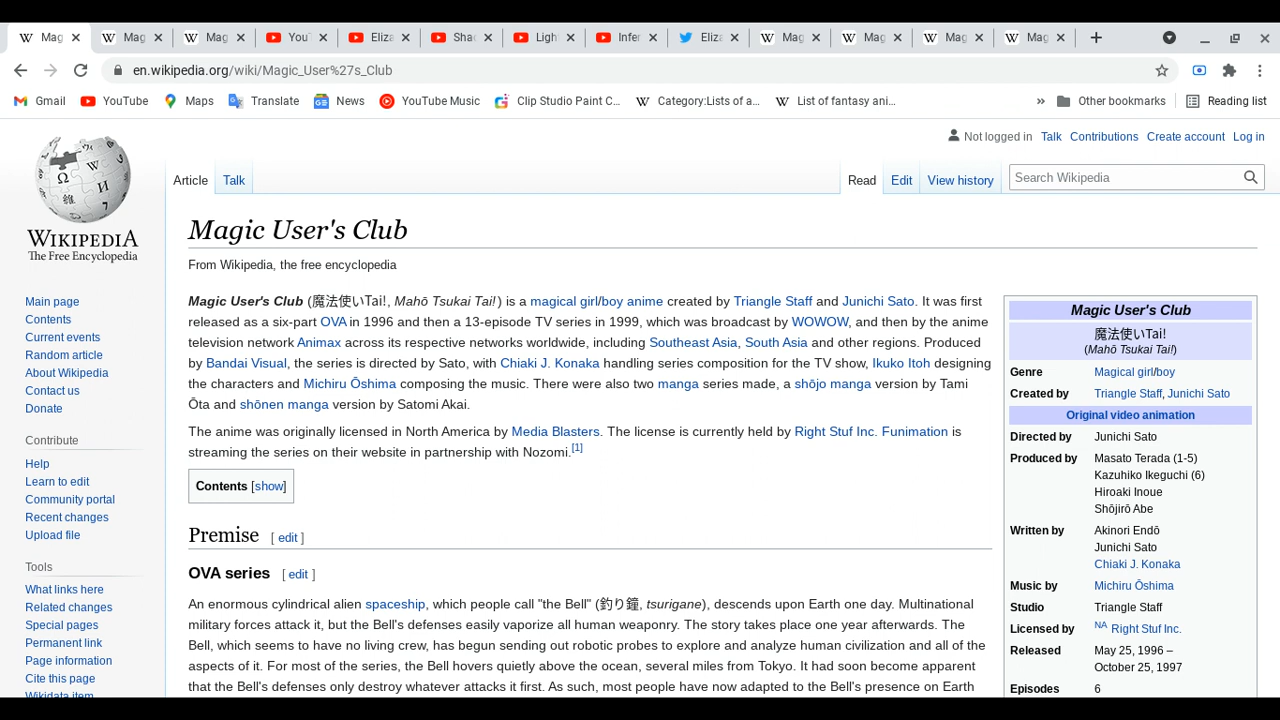 Mag
Mag
Mag
YouT
Eliza
Shac
Ligh
Infer
Eliza
Mag
Mag
Mag
Mag
en.wikipedia.org/wiki/Magic_User%27s_Club
Gmail YouTube Maps Translate News YouTube Music Clip Studio Paint C... Category:Lists of a... List of fantasy ani... » Other bookmarks Reading list
Not logged in Talk Contributions Create account Log in
Article Talk Read Edit View history Search Wikipedia
WIKIPEDIA
The Free Encyclopedia
Main page
Contents
Current events
Random article
About Wikipedia
Contact us
Donate
Contribute
Help
Learn to edit
Community portal
Recent changes
Upload file
Tools
What links here
Related changes
Special pages
Permanent link
Page information
Cite this page
Wikidata item
Magic User's Club
From Wikipedia, the free encyclopedia
Magic User's Club (魔法使いTai!, Mahō Tsukai Tai!) is a magical girl/boy anime created by Triangle Staff and Junichi Sato. It was first
released as a six-part OVA in 1996 and then a 13-episode TV series in 1999, which was broadcast by WOWOW, and then by the anime
television network Animax across its respective networks worldwide, including Southeast Asia, South Asia and other regions. Produced
by Bandai Visual, the series is directed by Sato, with Chiaki J. Konaka handling series composition for the TV show, Ikuko Itoh designing
the characters and Michiru Ōshima composing the music. There were also two manga series made, a shōjo manga version by Tami
Ōta and shōnen manga version by Satomi Akai.
The anime was originally licensed in North America by Media Blasters. The license is currently held by Right Stuf Inc. Funimation is
streaming the series on their website in partnership with Nozomi.[1]
Contents [show]
Premise [ edit ]
OVA series [ edit ]
An enormous cylindrical alien spaceship, which people call "the Bell" (釣り鐘, tsurigane), descends upon Earth one day. Multinational
military forces attack it, but the Bell's defenses easily vaporize all human weaponry. The story takes place one year afterwards. The
Bell, which seems to have no living crew, has begun sending out robotic probes to explore and analyze human civilization and all of the
aspects of it. For most of the series, the Bell hovers quietly above the ocean, several miles from Tokyo. It had soon become apparent
that the Bell's defenses only destroy whatever attacks it first. As such, most people have now adapted to the Bell's presence on Earth
Magic User's Club
魔法使いTai!
(Mahō Tsukai Tai!)
Genre Magical girl/boy
Created by Triangle Staff, Junichi Sato
Original video animation
Directed by Junichi Sato
Produced by Masato Terada (1-5)
Kazuhiko Ikeguchi (6)
Hiroaki Inoue
Shōjirō Abe
Written by Akinori Endō
Junichi Sato
Chiaki J. Konaka
Music by Michiru Ōshima
Studio Triangle Staff
Licensed by NA Right Stuf Inc.
Released May 25, 1996 –
October 25, 1997
Episodes 6